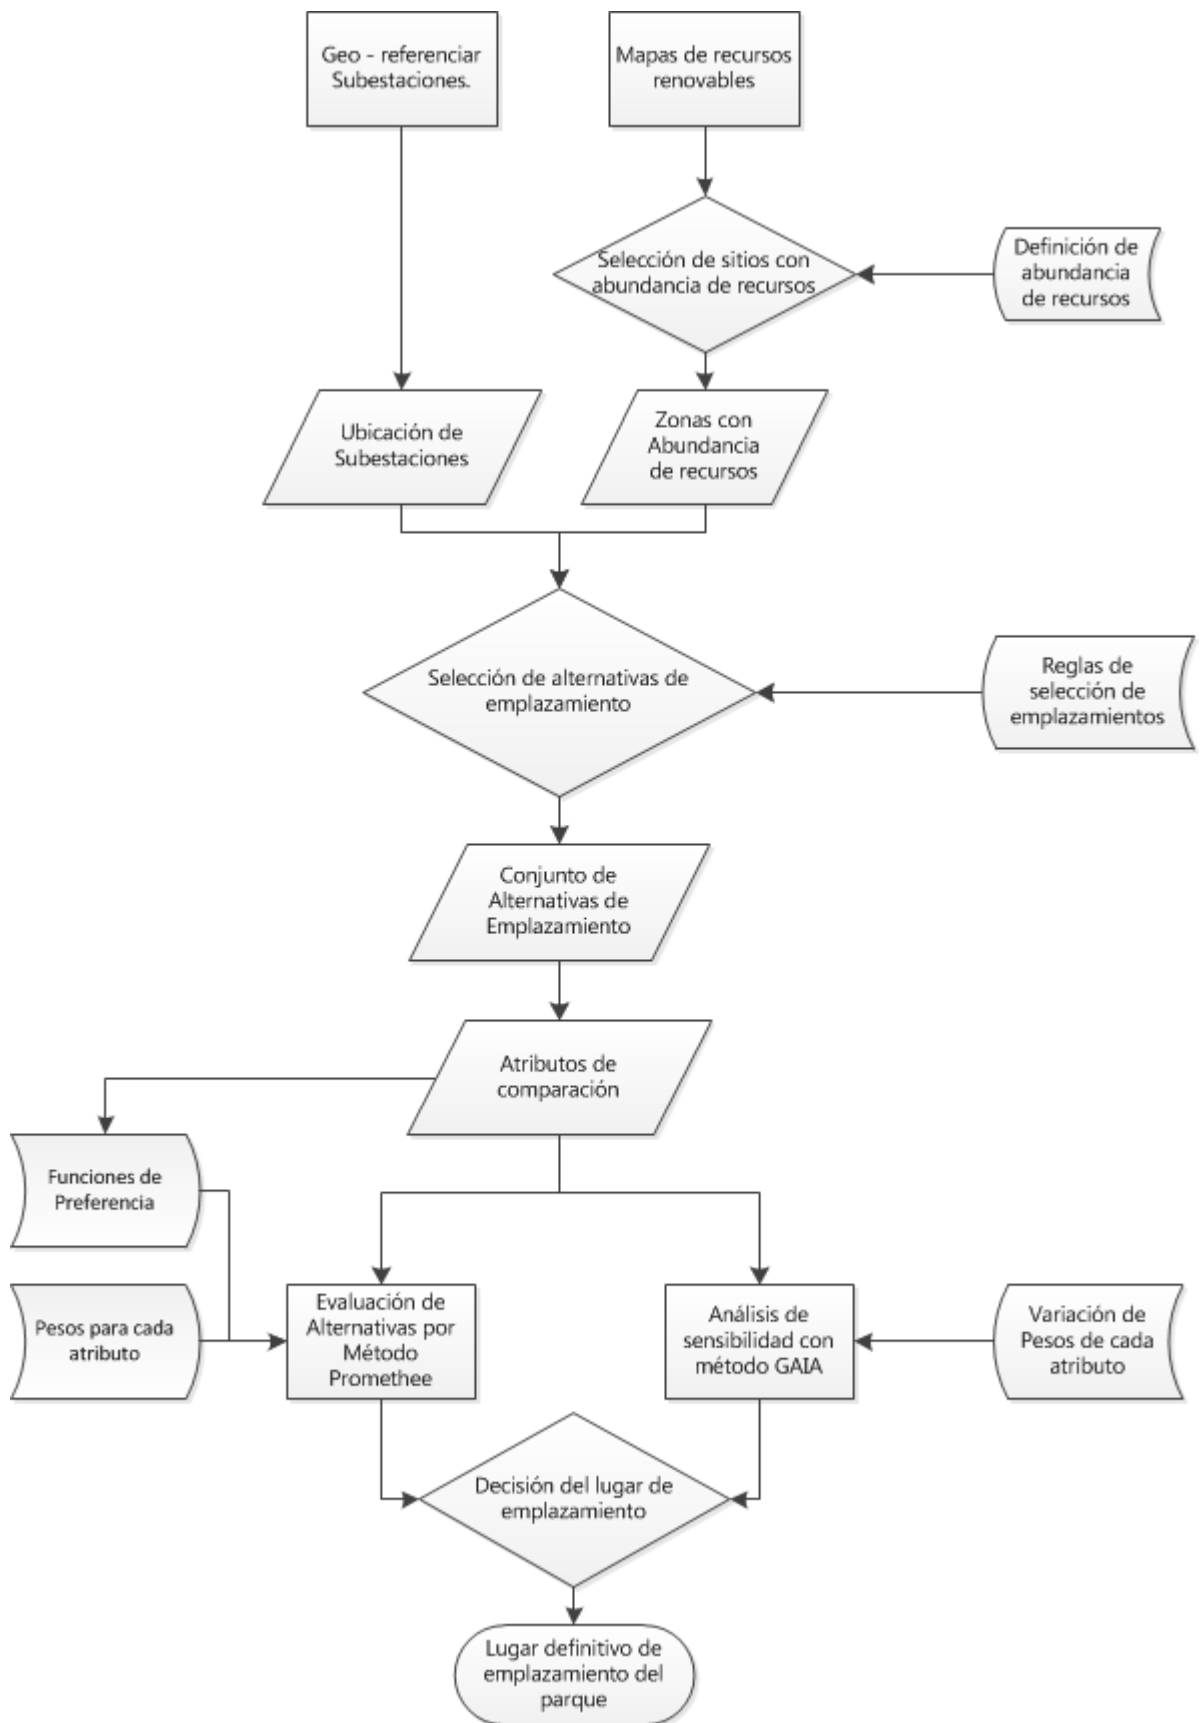 Geo - referenciar
Subestaciones.
Mapas de recursos
renovables
Selección de sitios con
abundancia de recursos
Definición de
abundancia
de recursos
Ubicación de
Subestaciones
Zonas con
Abundancia
de recursos
Selección de alternativas de
emplazamiento
Reglas de
selección de
emplazamientos
Conjunto de
Alternativas de
Emplazamiento
Atributos de
comparación
Funciones de
Preferencia
Pesos para cada
atributo
Evaluación de
Alternativas por
Método
Promethee
Análisis de
sensibilidad con
método GAIA
Variación de
Pesos de cada
atributo
Decisión del lugar de
emplazamiento
Lugar definitivo de
emplazamiento del
parque